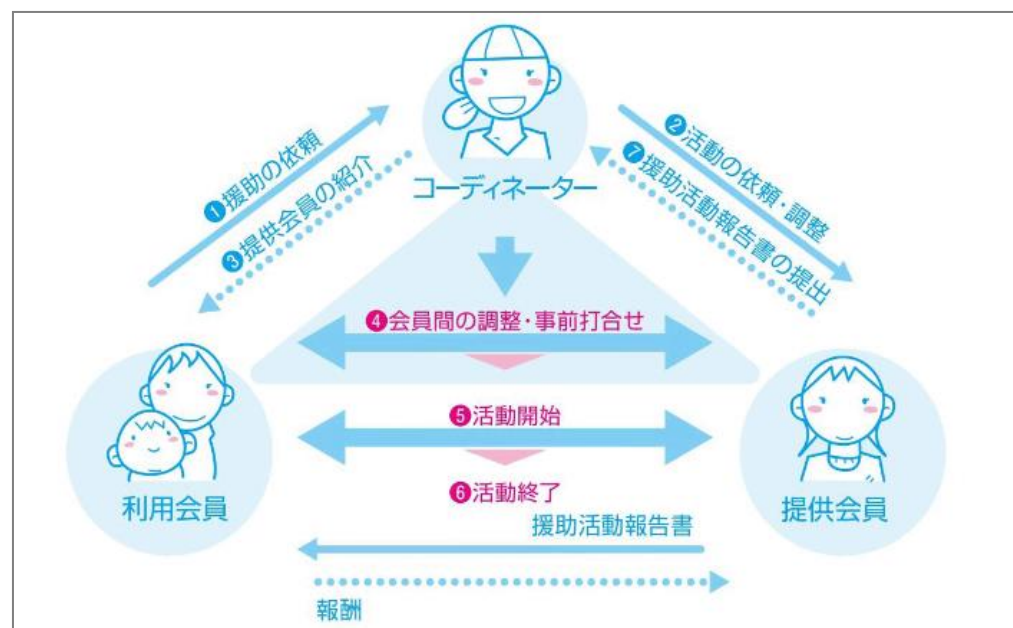 コーディネーター
❶援助の依頼
❸提供会員の紹介
❷活動の依頼・調整
❼援助活動報告書の提出
❹会員間の調整・事前打合せ
❺活動開始
❻活動終了
利用会員
提供会員
援助活動報告書
報酬